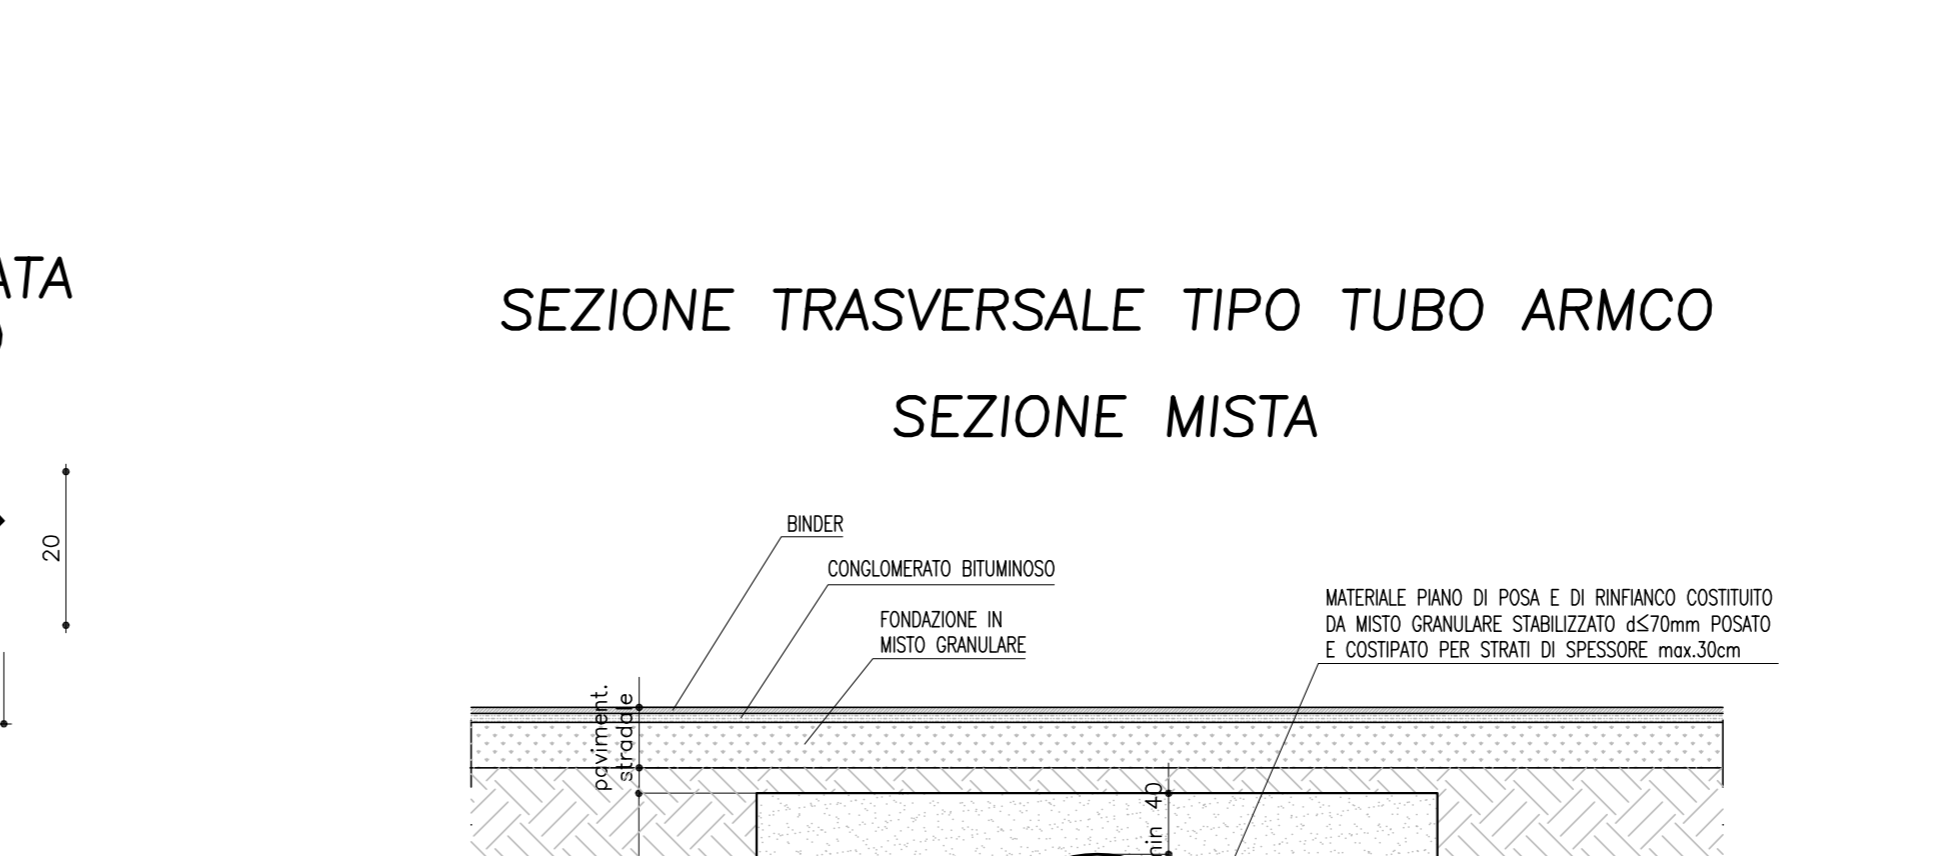 SEZIONE TRASVERSALE TIPO TUBO ARMCO
SEZIONE MISTA
20
BINDER
CONGLOMERATO BITUMINOSO
FONDAZIONE IN
MISTO GRANULARE
MATERIALE PIANO DI POSA E DI RINFIANCO COSTITUITO
DA MISTO GRANULARE STABILIZZATO d≤70mm POSATO
E COSTIPATO PER STRATI DI SPESSORE max.30cm
paviment.
stradale
40